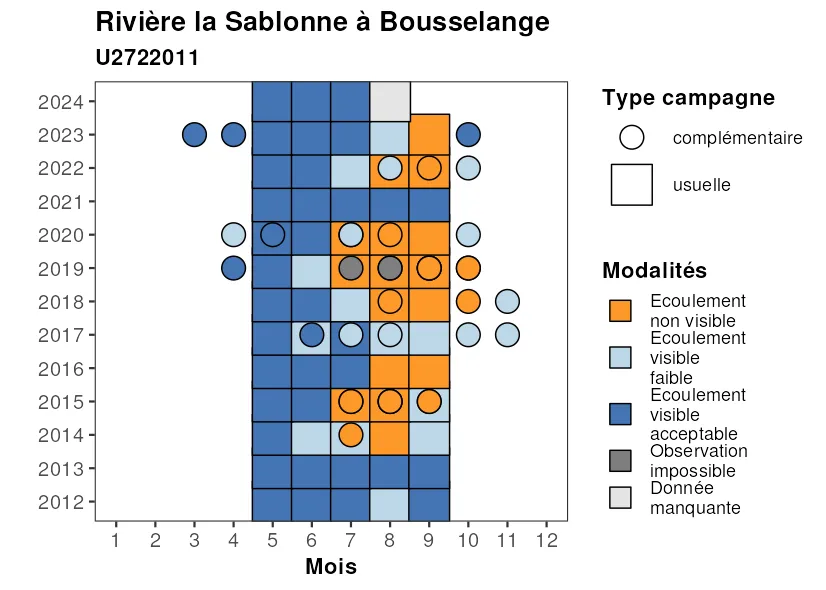 Rivière la Sablonne à Bousselange
U2722011
2024
2023
2022
2021
2020
2019
2018
2017
2016
2015
2014
2013
2012
1 2 3 4 5 6 7 8 9 10 11 12
Mois
Type campagne
complémentaire
usuelle
Modalités
Ecoulement
non visible
Ecoulement
visible
faible
Ecoulement
visible
acceptable
Observation
impossible
Donnée
manquante